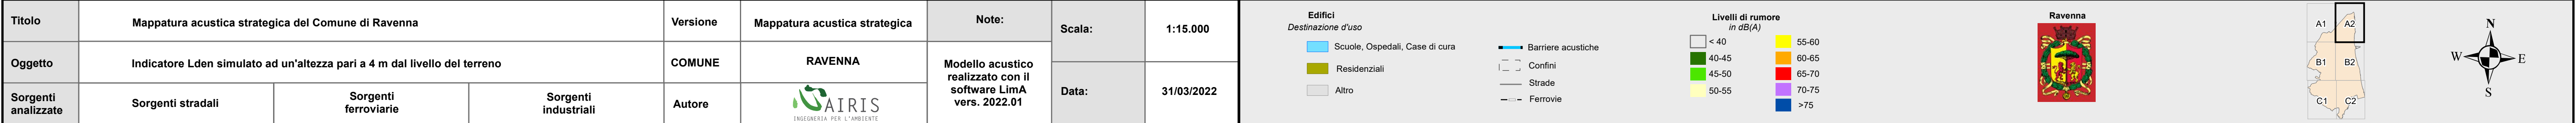 Titolo
Mappatura acustica strategica del Comune di Ravenna
Versione
Mappatura acustica strategica
Note:
Scala:
1:15.000
Oggetto
Indicatore Lden simulato ad un'altezza pari a 4 m dal livello del terreno
COMUNE
RAVENNA
Modello acustico
realizzato con il
software LimA
vers. 2022.01
Data:
31/03/2022
Sorgenti
analizzate
Sorgenti stradali
Sorgenti
ferroviarie
Sorgenti
industriali
Autore
AIRIS
INGEGNERIA PER L'AMBIENTE
Edifici
Destinazione d'uso
Scuole, Ospedali, Case di cura
Residenziali
Altro
Barriere acustiche
Confini
Strade
Ferrovie
Livelli di rumore
in dB(A)
< 40
40-45
45-50
50-55
55-60
60-65
65-70
70-75
>75
Ravenna
A1 A2
B1 B2
C1 C2
N
W E
S